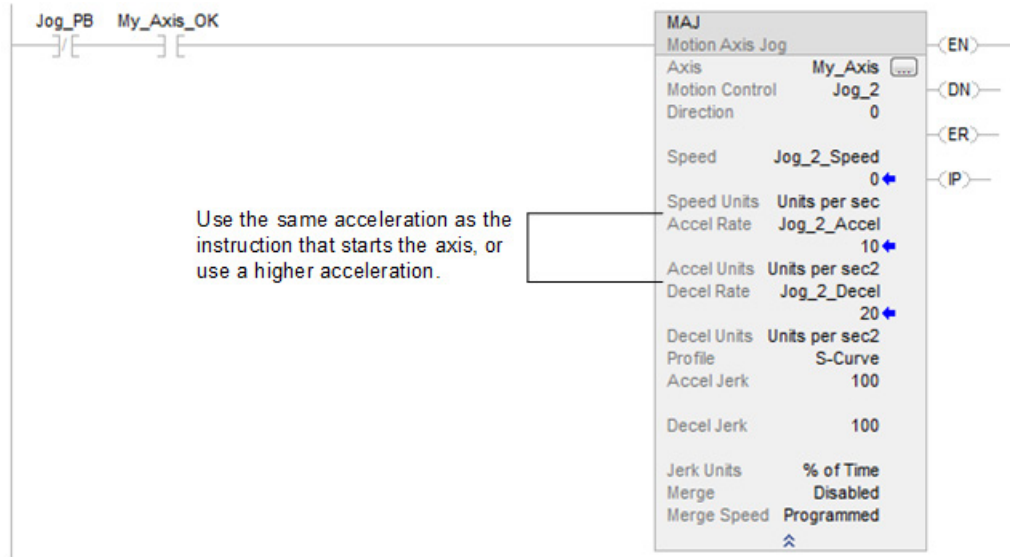 Jog_PB My_Axis_OK
MAJ
Motion Axis Jog
Axis My_Axis ...
Motion Control Jog_2
Direction 0
Speed Jog_2_Speed
0
Speed Units Units per sec
Accel Rate Jog_2_Accel
10
Accel Units Units per sec2
Decel Rate Jog_2_Decel
20
Decel Units Units per sec2
Profile S-Curve
Accel Jerk 100
Decel Jerk 100
Jerk Units % of Time
Merge Disabled
Merge Speed Programmed
EN
DN
ER
IP
Use the same acceleration as the
instruction that starts the axis, or
use a higher acceleration.